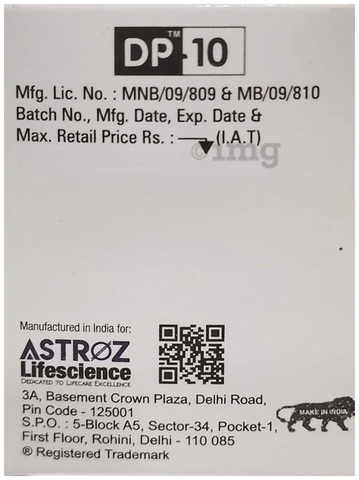 DP™-10
Mfg. Lic. No. : MNB/09/809 & MB/09/810
Batch No., Mfg. Date, Exp. Date &
Max. Retail Price Rs. : (I.A.T)
1mg
Manufactured in India for:
ASTROZ
Lifescience
DEDICATED TO LIFECARE EXCELLENCE
3A, Basement Crown Plaza, Delhi Road,
Pin Code - 125001
S.P.O. : 5-Block A5, Sector-34, Pocket-1,
First Floor, Rohini, Delhi - 110 085
® Registered Trademark
MAKE IN INDIA